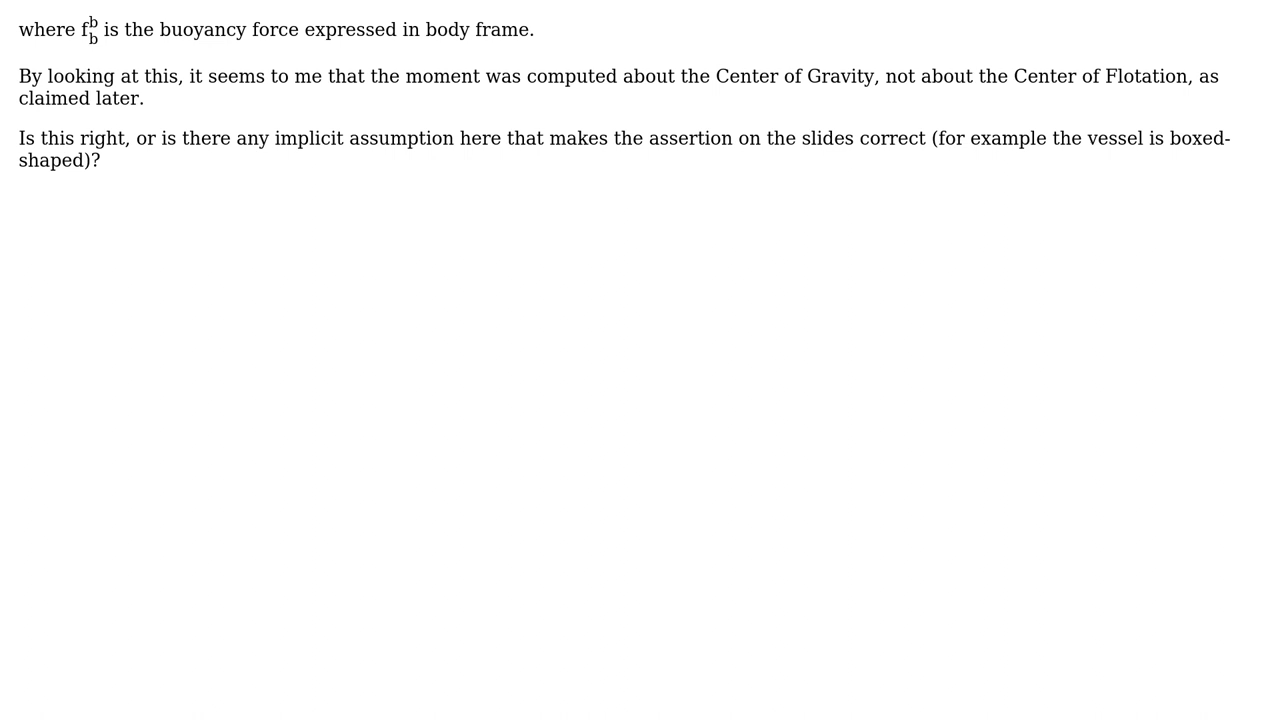 where f_b^b is the buoyancy force expressed in body frame.
By looking at this, it seems to me that the moment was computed about the Center of Gravity, not about the Center of Flotation, as
claimed later.
Is this right, or is there any implicit assumption here that makes the assertion on the slides correct (for example the vessel is boxed-
shaped)?